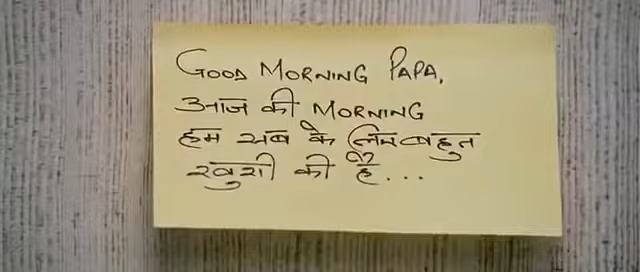 GOOD MORNING PAPA,
आज की MORNING
हम सब के लिए बहुत
खुशी की है...